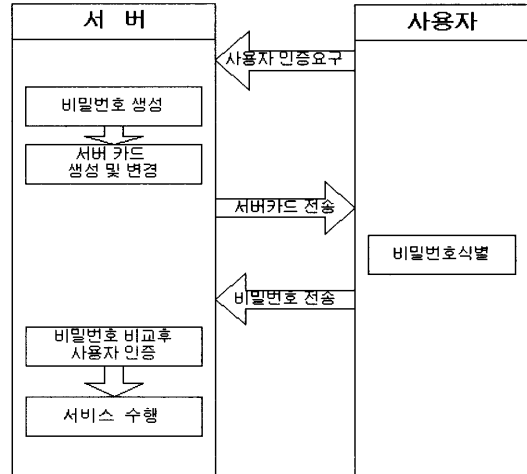 서 버
사용자
사용자 인증요구
비밀번호 생성
서버 카드
생성 및 변경
서버카드 전송
비밀번호식별
비밀번호 전송
비밀번호 비교후
사용자 인증
서비스 수행